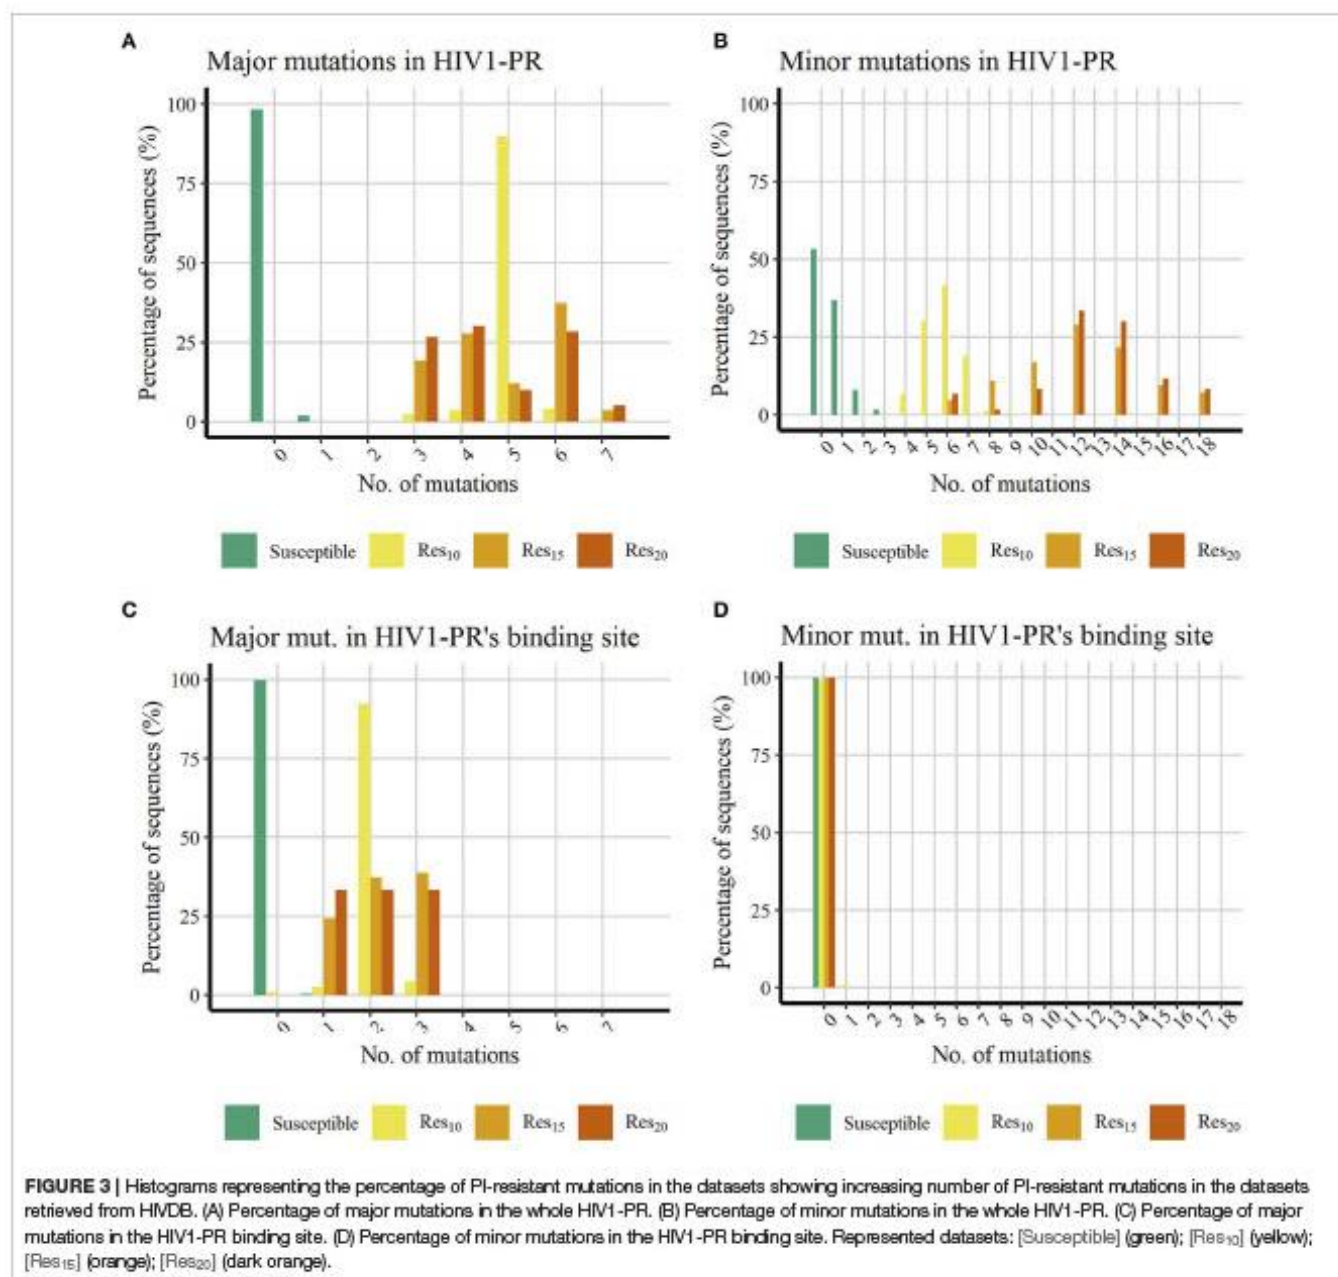 A
Major mutations in HIV1-PR
Percentage of sequences (%)
100
75
50
25
0
0 1 2 3 4 5 6 7
No. of mutations
Susceptible Res10 Res15 Res20
B
Minor mutations in HIV1-PR
Percentage of sequences (%)
100
75
50
25
0
0 1 2 3 4 5 6 7 8 9 10 11 12 13 14 15 16 17 18
No. of mutations
Susceptible Res10 Res15 Res20
C
Major mut. in HIV1-PR's binding site
Percentage of sequences (%)
100
75
50
25
0
0 1 2 3 4 5 6 7
No. of mutations
Susceptible Res10 Res15 Res20
D
Minor mut. in HIV1-PR's binding site
Percentage of sequences (%)
100
75
50
25
0
0 1 2 3 4 5 6 7 8 9 10 11 12 13 14 15 16 17 18
No. of mutations
Susceptible Res10 Res15 Res20
FIGURE 3 | Histograms representing the percentage of PI-resistant mutations in the datasets showing increasing number of PI-resistant mutations in the datasets
retrieved from HIVDB. (A) Percentage of major mutations in the whole HIV1-PR. (B) Percentage of minor mutations in the whole HIV1-PR. (C) Percentage of major
mutations in the HIV1-PR binding site. (D) Percentage of minor mutations in the HIV1-PR binding site. Represented datasets: [Susceptible] (green); [Res10] (yellow);
[Res15] (orange); [Res20] (dark orange).